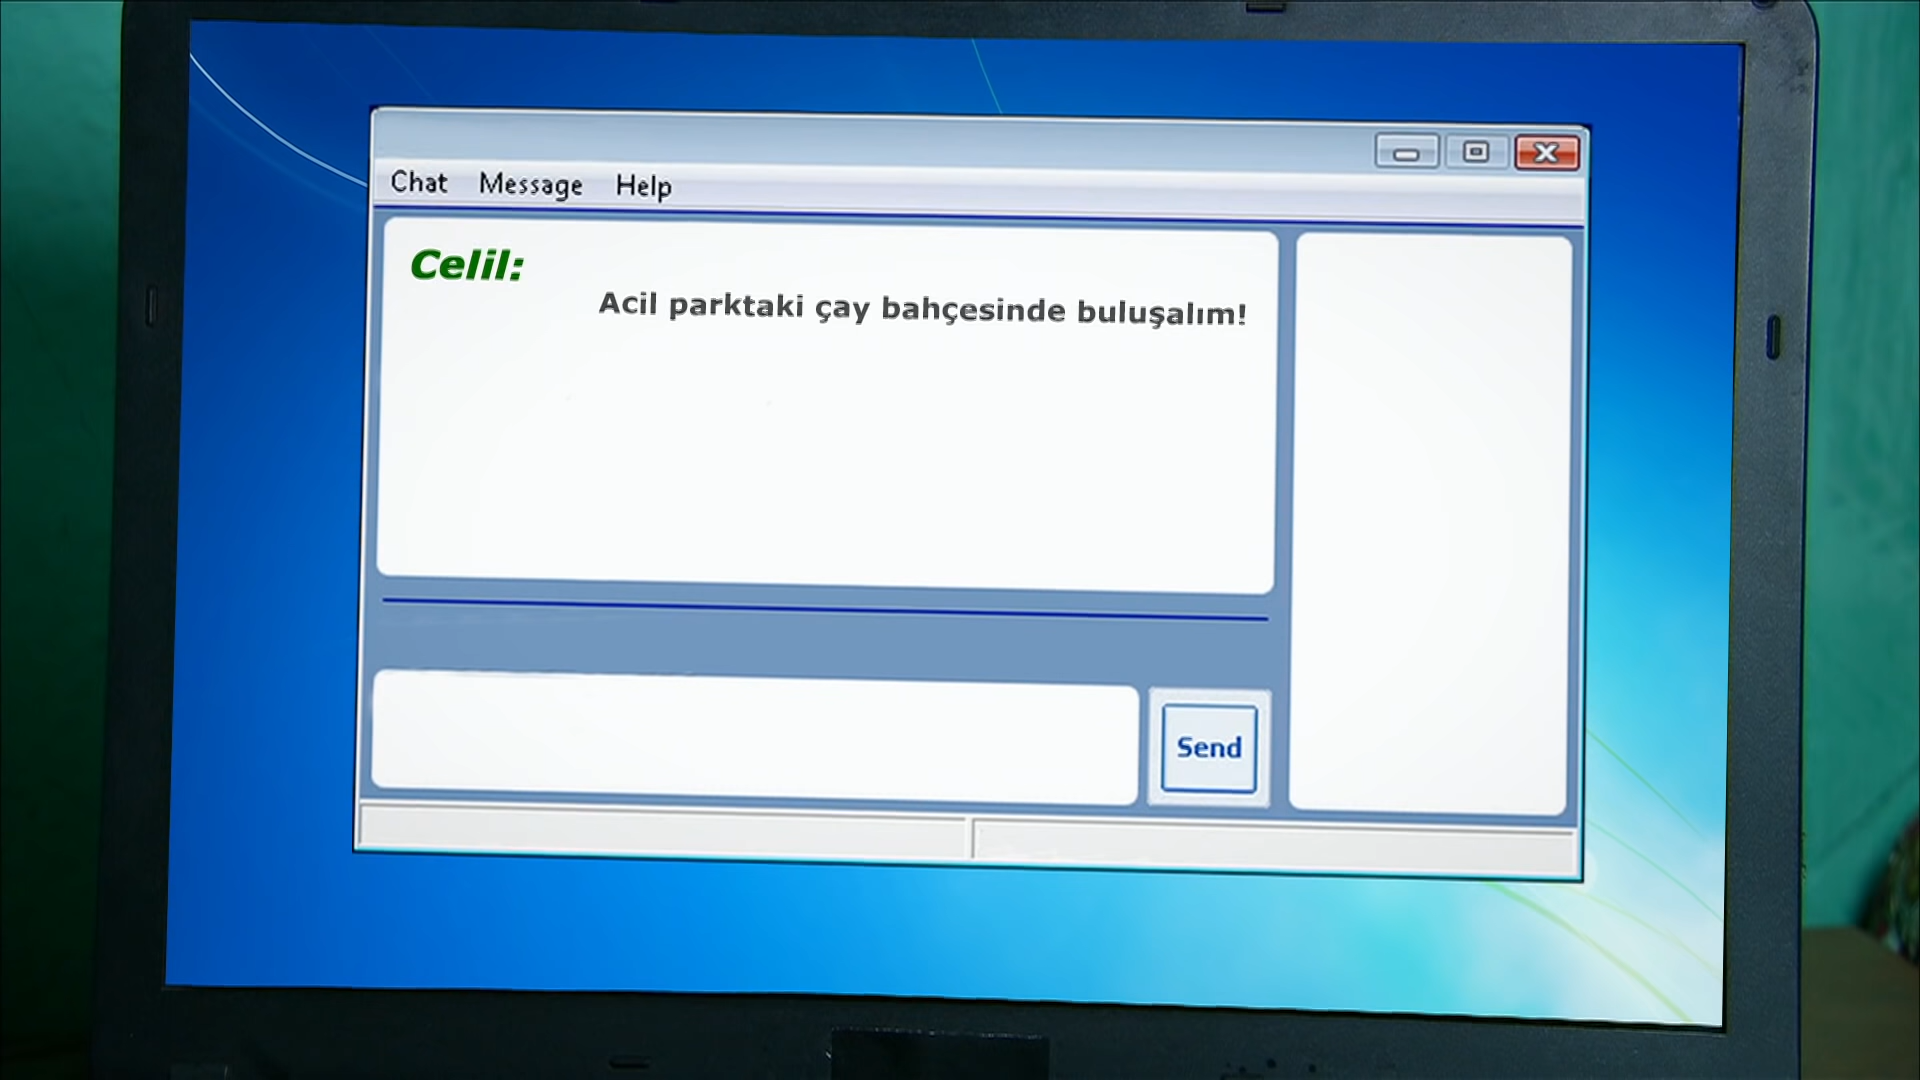 Chat Message Help
Celil:
Acil parktaki çay bahçesinde buluşalım!
Send